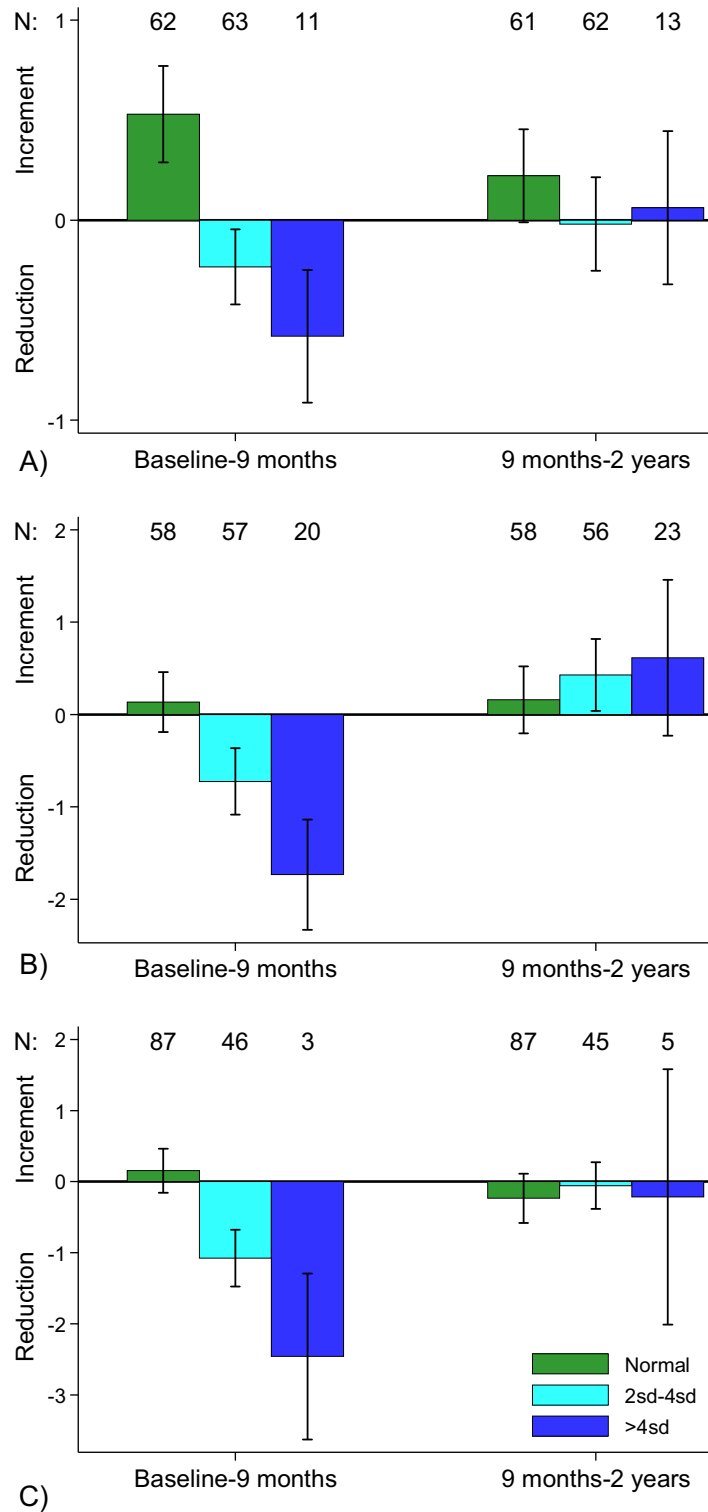 N: 62 63 11 61 62 13
1
Increment
0
Reduction
-1
Baseline-9 months 9 months-2 years
A)
N: 58 57 20 58 56 23
2
Increment
1
0
Reduction
-1
-2
Baseline-9 months 9 months-2 years
B)
N: 87 46 3 87 45 5
2
Increment
1
0
Reduction
-1
-2
-3
Normal
2sd-4sd
>4sd
Baseline-9 months 9 months-2 years
C)